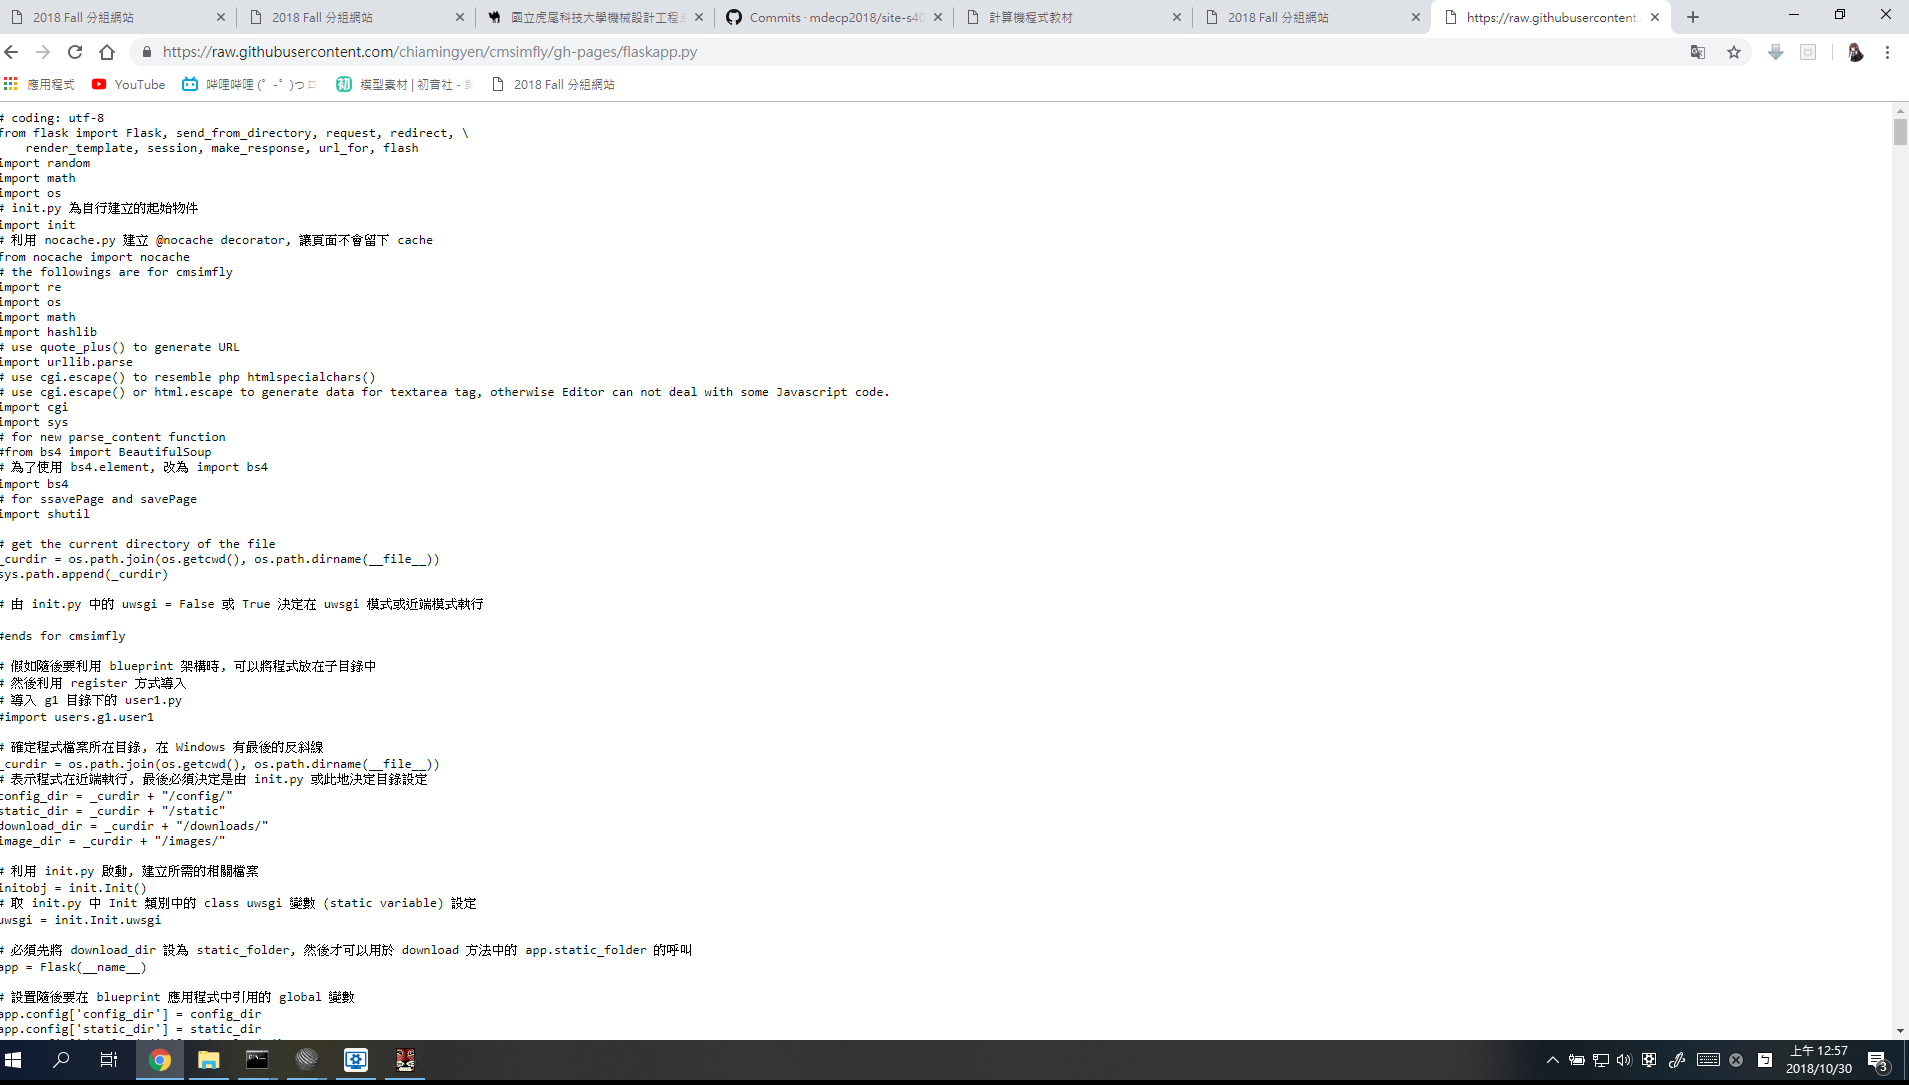 2018 Fall 分組網站
2018 Fall 分組網站
國立虎尾科技大學機械設計工程
Commits · mdecp2018/site-s40
計算機程式教材
2018 Fall 分組網站
https://raw.githubusercontent.
https://raw.githubusercontent.com/chiamingyen/cmsimfly/gh-pages/flaskapp.py
應用程式
YouTube
嗶哩嗶哩 (゜-゜)つロ
模型素材 | 初音社 -
2018 Fall 分組網站
# coding: utf-8
from flask import Flask, send_from_directory, request, redirect, \
    render_template, session, make_response, url_for, flash
import random
import math
import os
# init.py 為自行建立的起始物件
import init
# 利用 nocache.py 建立 @nocache decorator, 讓頁面不會留下 cache
from nocache import nocache
# the followings are for cmsimfly
import re
import os
import math
import hashlib
# use quote_plus() to generate URL
import urllib.parse
# use cgi.escape() to resemble php htmlspecialchars()
# use cgi.escape() or html.escape to generate data for textarea tag, otherwise Editor can not deal with some Javascript code.
import cgi
import sys
# for new parse_content function
#from bs4 import BeautifulSoup
# 為了使用 bs4.element, 改為 import bs4
import bs4
# for ssavePage and savePage
import shutil
# get the current directory of the file
_curdir = os.path.join(os.getcwd(), os.path.dirname(__file__))
sys.path.append(_curdir)
# 由 init.py 中的 uwsgi = False 或 True 決定在 uwsgi 模式或近端模式執行
#ends for cmsimfly
# 假如隨後要利用 blueprint 架構時, 可以將程式放在子目錄中
# 然後利用 register 方式導入
# 導入 g1 目錄下的 user1.py
#import users.g1.user1
# 確定程式檔案所在目錄, 在 Windows 有最後的反斜線
_curdir = os.path.join(os.getcwd(), os.path.dirname(__file__))
# 表示程式在近端執行, 最後必須決定是由 init.py 或此地決定目錄設定
config_dir = _curdir + "/config/"
static_dir = _curdir + "/static"
download_dir = _curdir + "/downloads/"
image_dir = _curdir + "/images/"
# 利用 init.py 啟動, 建立所需的相關檔案
initobj = init.Init()
# 取 init.py 中 Init 類別中的 class uwsgi 變數 (static variable) 設定
uwsgi = init.Init.uwsgi
# 必須先將 download_dir 設為 static_folder, 然後才可以用於 download 方法中的 app.static_folder 的呼叫
app = Flask(__name__)
# 設置隨後要在 blueprint 應用程式中引用的 global 變數
app.config['config_dir'] = config_dir
app.config['static_dir'] = static_dir
上午 12:57
2018/10/30
3